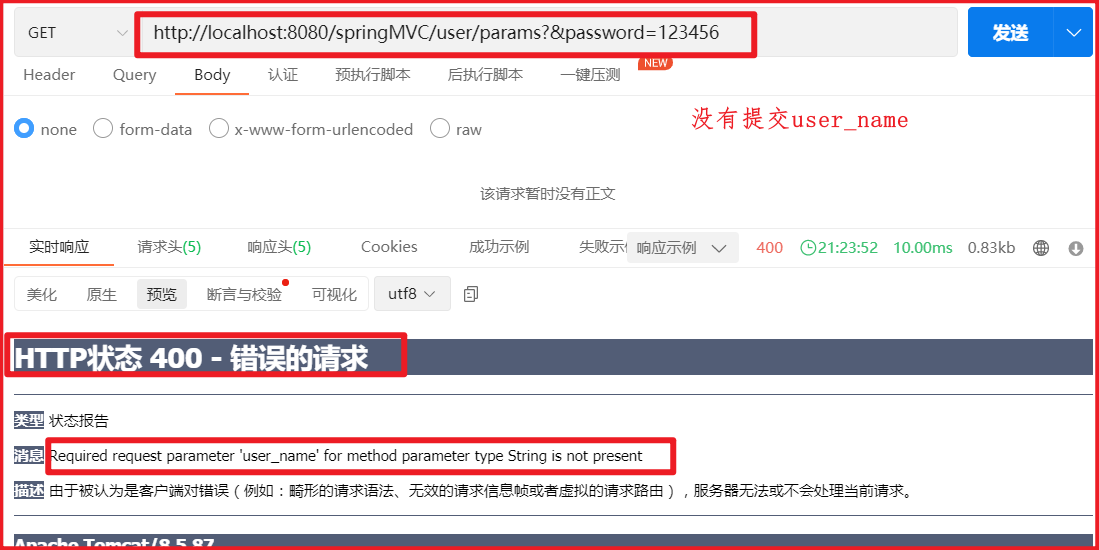 GET http://localhost:8080/springMVC/user/params?&password=123456 发送
Header Query Body 认证 预执行脚本 后执行脚本 一键压测 NEW
没有提交user_name
none form-data x-www-form-urlencoded raw
该请求暂时没有正文
实时响应 请求头(5) 响应头(5) Cookies 成功示例 失败示 响应示例 400 21:23:52 10.00ms 0.83kb
美化 原生 预览 断言与校验 可视化 utf8
HTTP状态 400 - 错误的请求
类型 状态报告
消息 Required request parameter 'user_name' for method parameter type String is not present
描述 由于被认为是客户端对错误（例如：畸形的请求语法、无效的请求信息帧或者虚拟的请求路由），服务器无法或不会处理当前请求。
Apache Tomcat/8.5.87